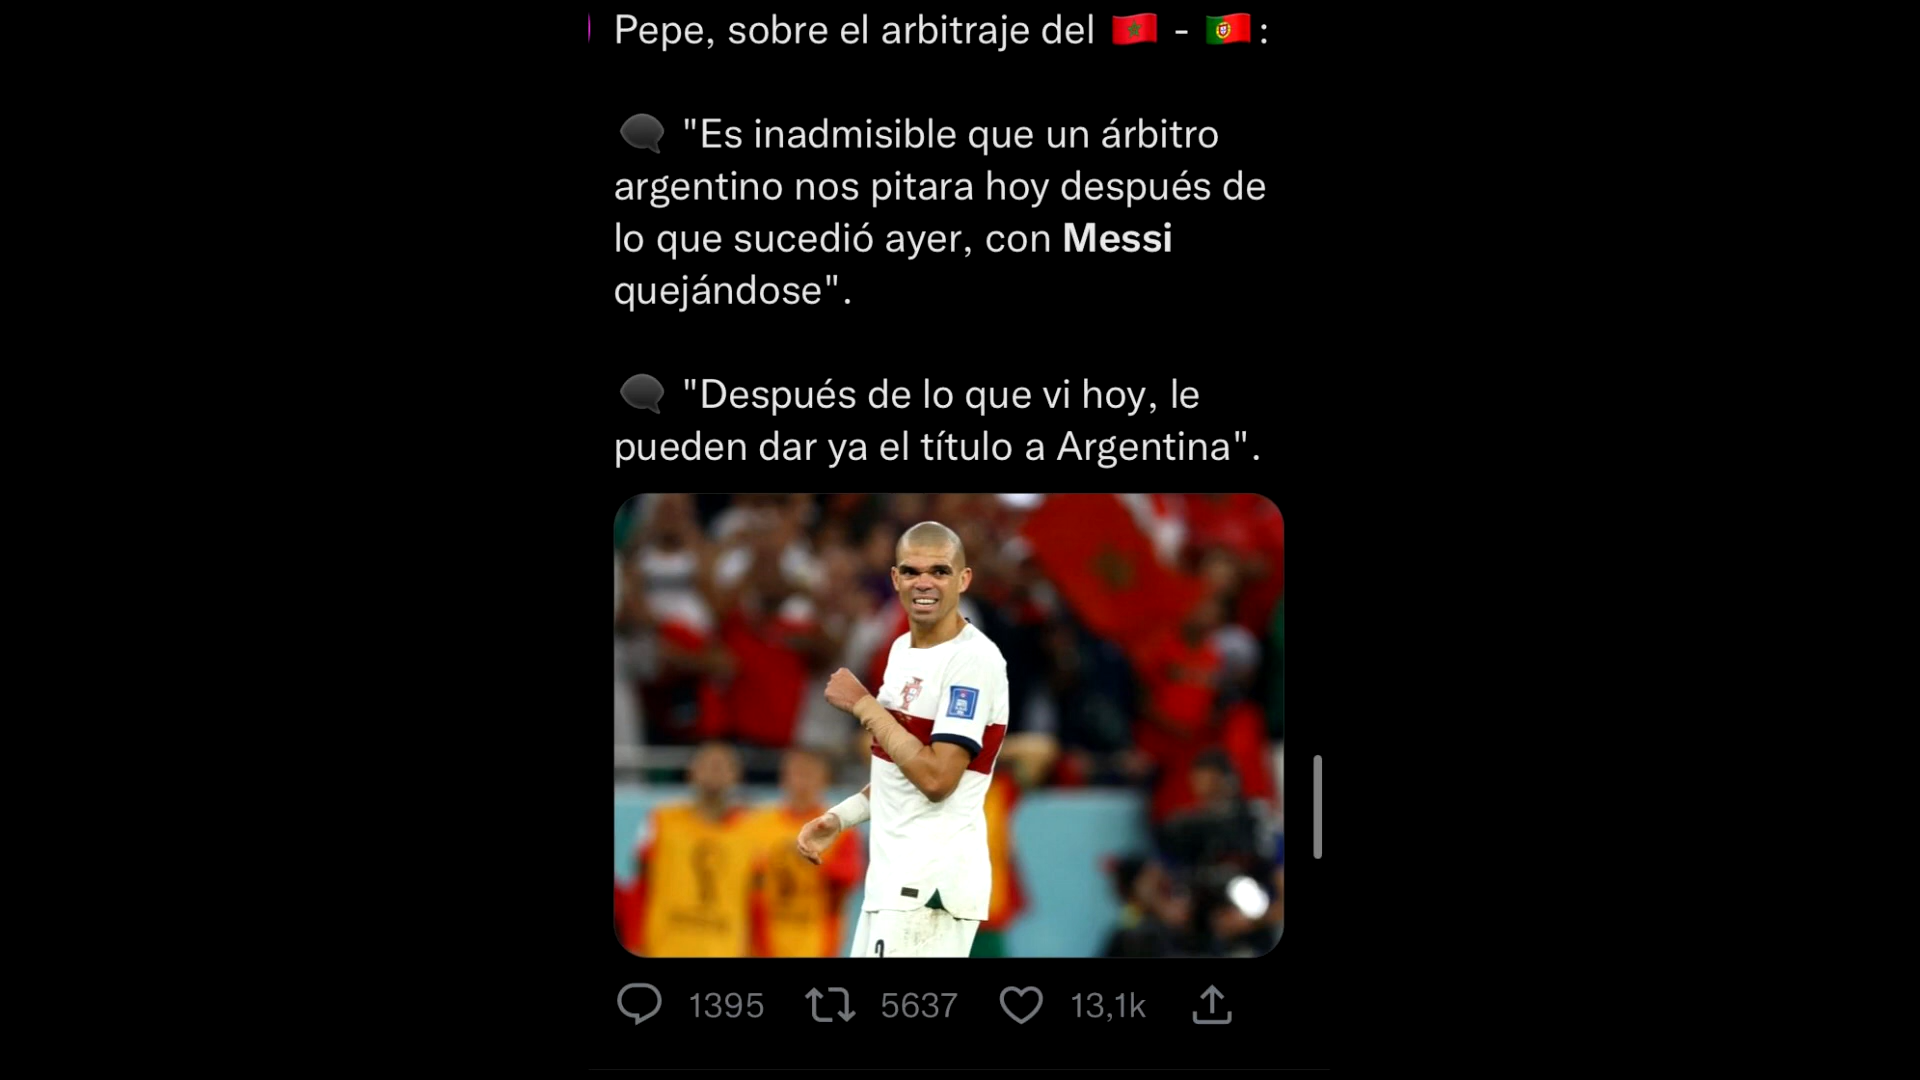 Pepe, sobre el arbitraje del 🇲🇦 - 🇵🇹:
🗨 "Es inadmisible que un árbitro
argentino nos pitara hoy después de
lo que sucedió ayer, con Messi
quejándose".
🗨 "Después de lo que vi hoy, le
pueden dar ya el título a Argentina".
1395 5637 13,1k